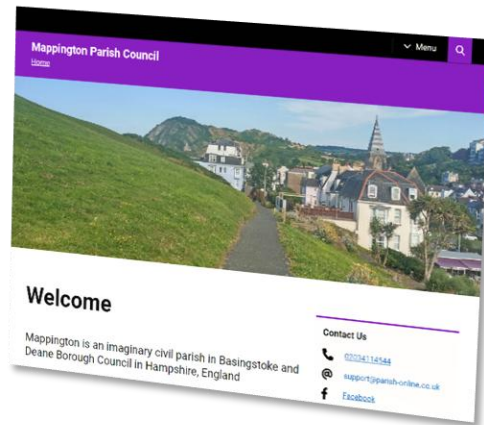 Menu
Mappington Parish Council
Home
Welcome
Mappington is an imaginary civil parish in Basingstoke and
Deane Borough Council in Hampshire, England
Contact Us
02034114544
@ support@parish-online.co.uk
f Facebook